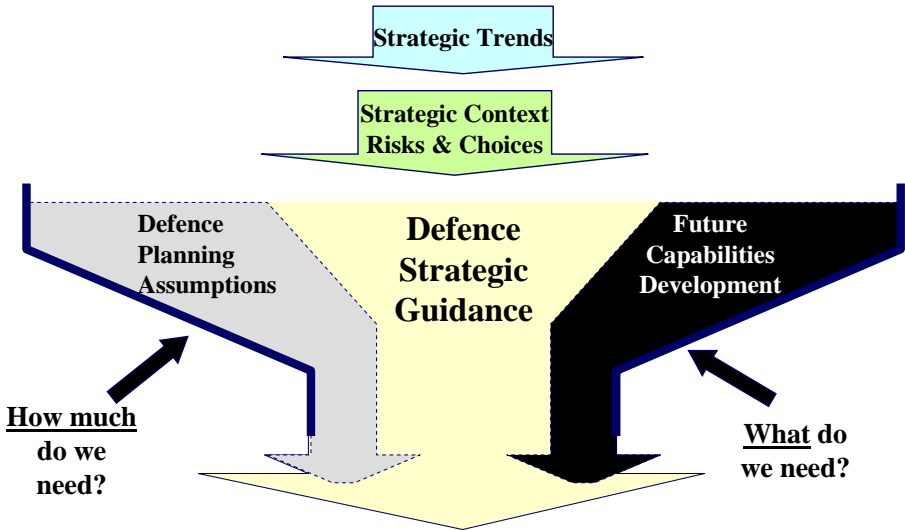 Strategic Trends
Strategic Context
Risks & Choices
Defence
Planning
Assumptions
Defence
Strategic
Guidance
Future
Capabilities
Development
How much
do we
need?
What do
we need?